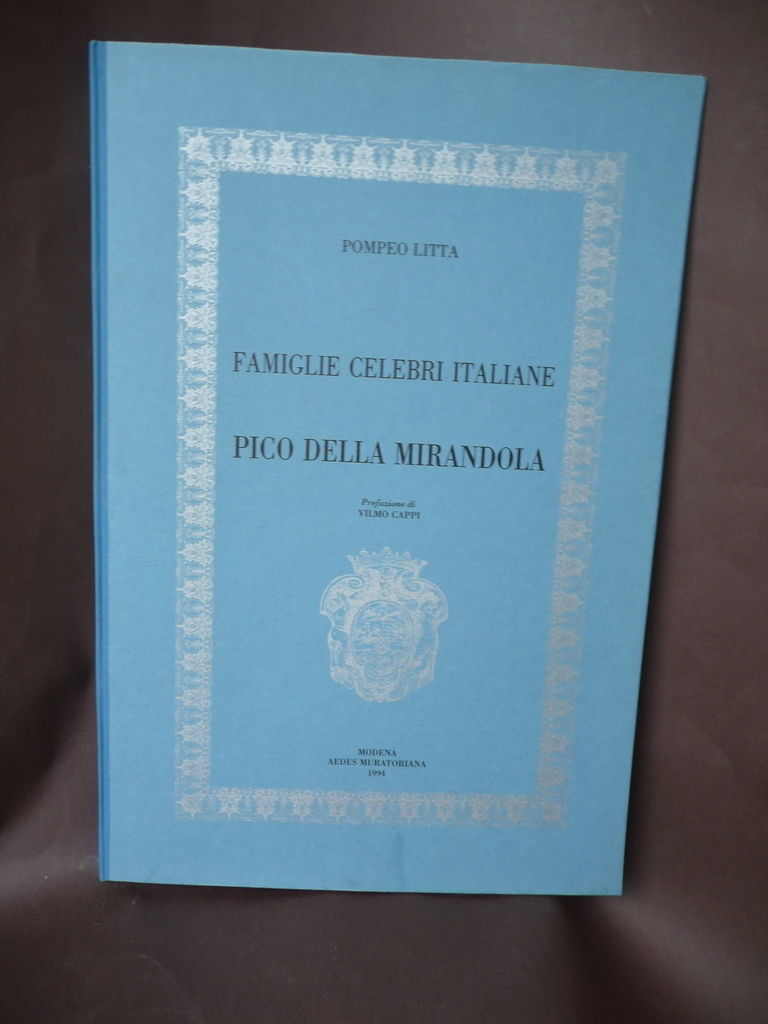 POMPEO LITTA
FAMIGLIE CELEBRI ITALIANE
PICO DELLA MIRANDOLA
Prefazione di
VILMO CAPPI
MODENA
AEDES MURATORIANA
1994